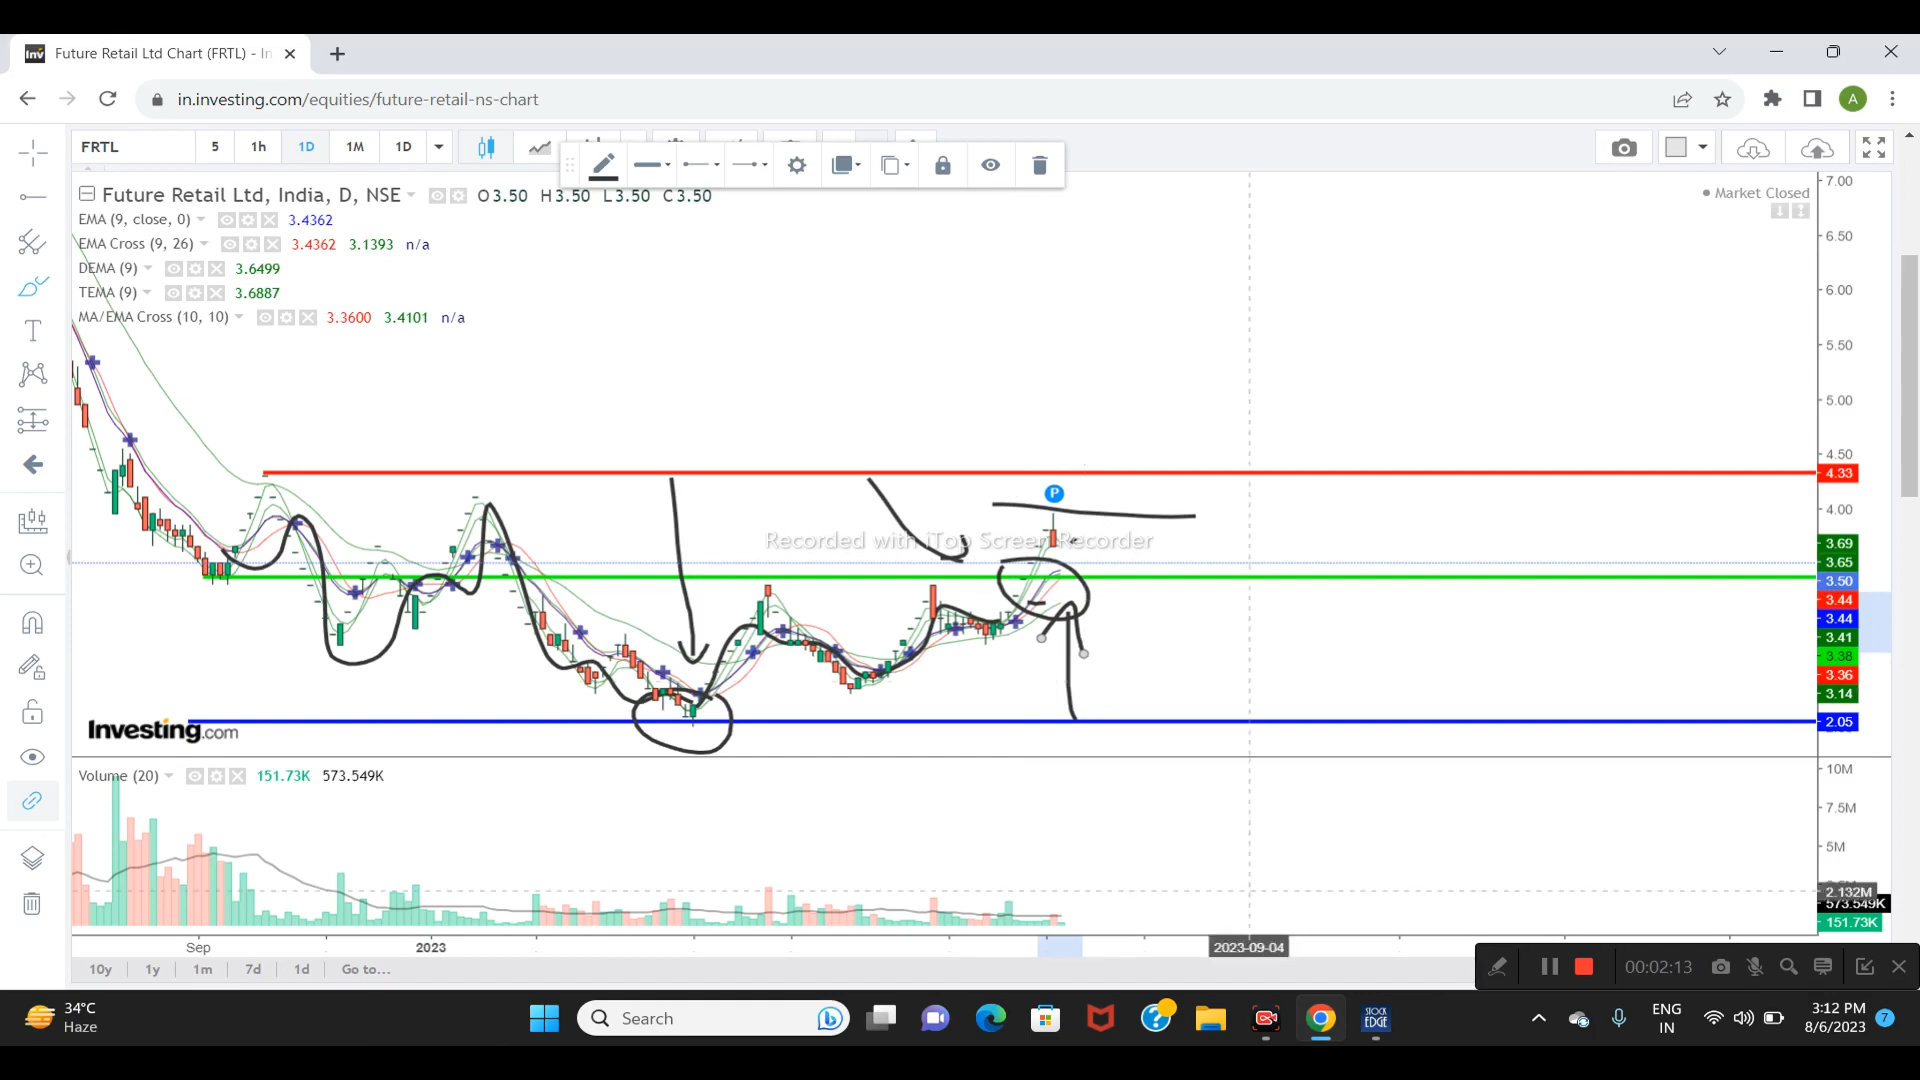 Future Retail Ltd Chart (FRTL) - In
in.investing.com/equities/future-retail-ns-chart
A
FRTL 5 1h 1D 1M 1D
Future Retail Ltd, India, D, NSE O3.50 H3.50 L3.50 C3.50
Market Closed
EMA (9, close, 0) 3.4362
EMA Cross (9, 26) 3.4362 3.1393 n/a
DEMA (9) 3.6499
TEMA (9) 3.6887
MA/EMA Cross (10, 10) 3.3600 3.4101 n/a
7.00
6.50
6.00
5.50
5.00
4.50
4.33
4.00
3.69
3.65
3.50
3.44
3.44
3.41
3.38
3.36
3.14
2.05
P
Recorded with iTop Screen Recorder
Investing.com
Volume (20) 151.73K 573.549K
10M
7.5M
5M
2.132M
573.549K
151.73K
Sep 2023 2023-09-04
10y 1y 1m 7d 1d Go to...
00:02:13
34°C
Haze
Search
STOCK
EDGE
ENG
IN
3:12 PM
8/6/2023
7